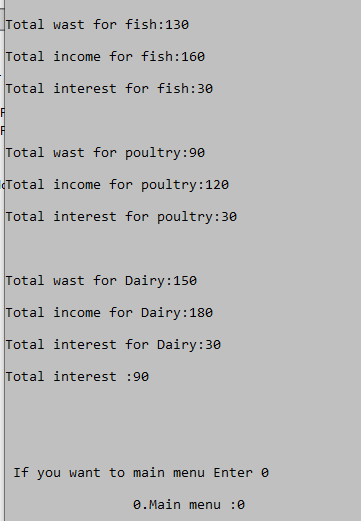 Total wast for fish:130
Total income for fish:160
Total interest for fish:30
Total wast for poultry:90
Total income for poultry:120
Total interest for poultry:30
Total wast for Dairy:150
Total income for Dairy:180
Total interest for Dairy:30
Total interest :90
If you want to main menu Enter 0
0.Main menu :0